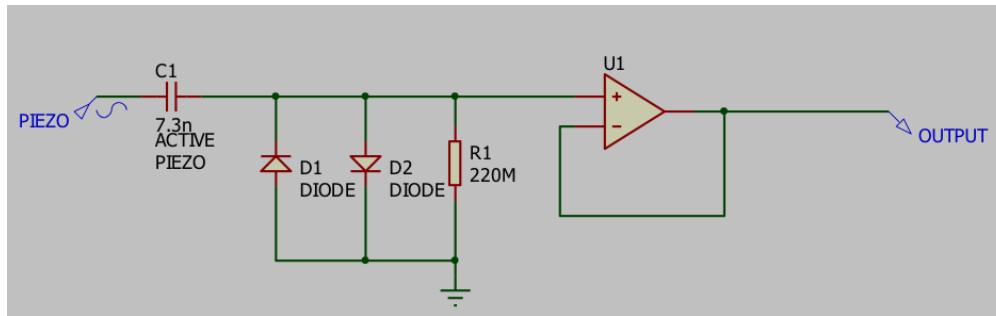 C1
PIEZO
7.3n
ACTIVE
PIEZO
D1
DIODE
D2
DIODE
R1
220M
U1
+
−
OUTPUT